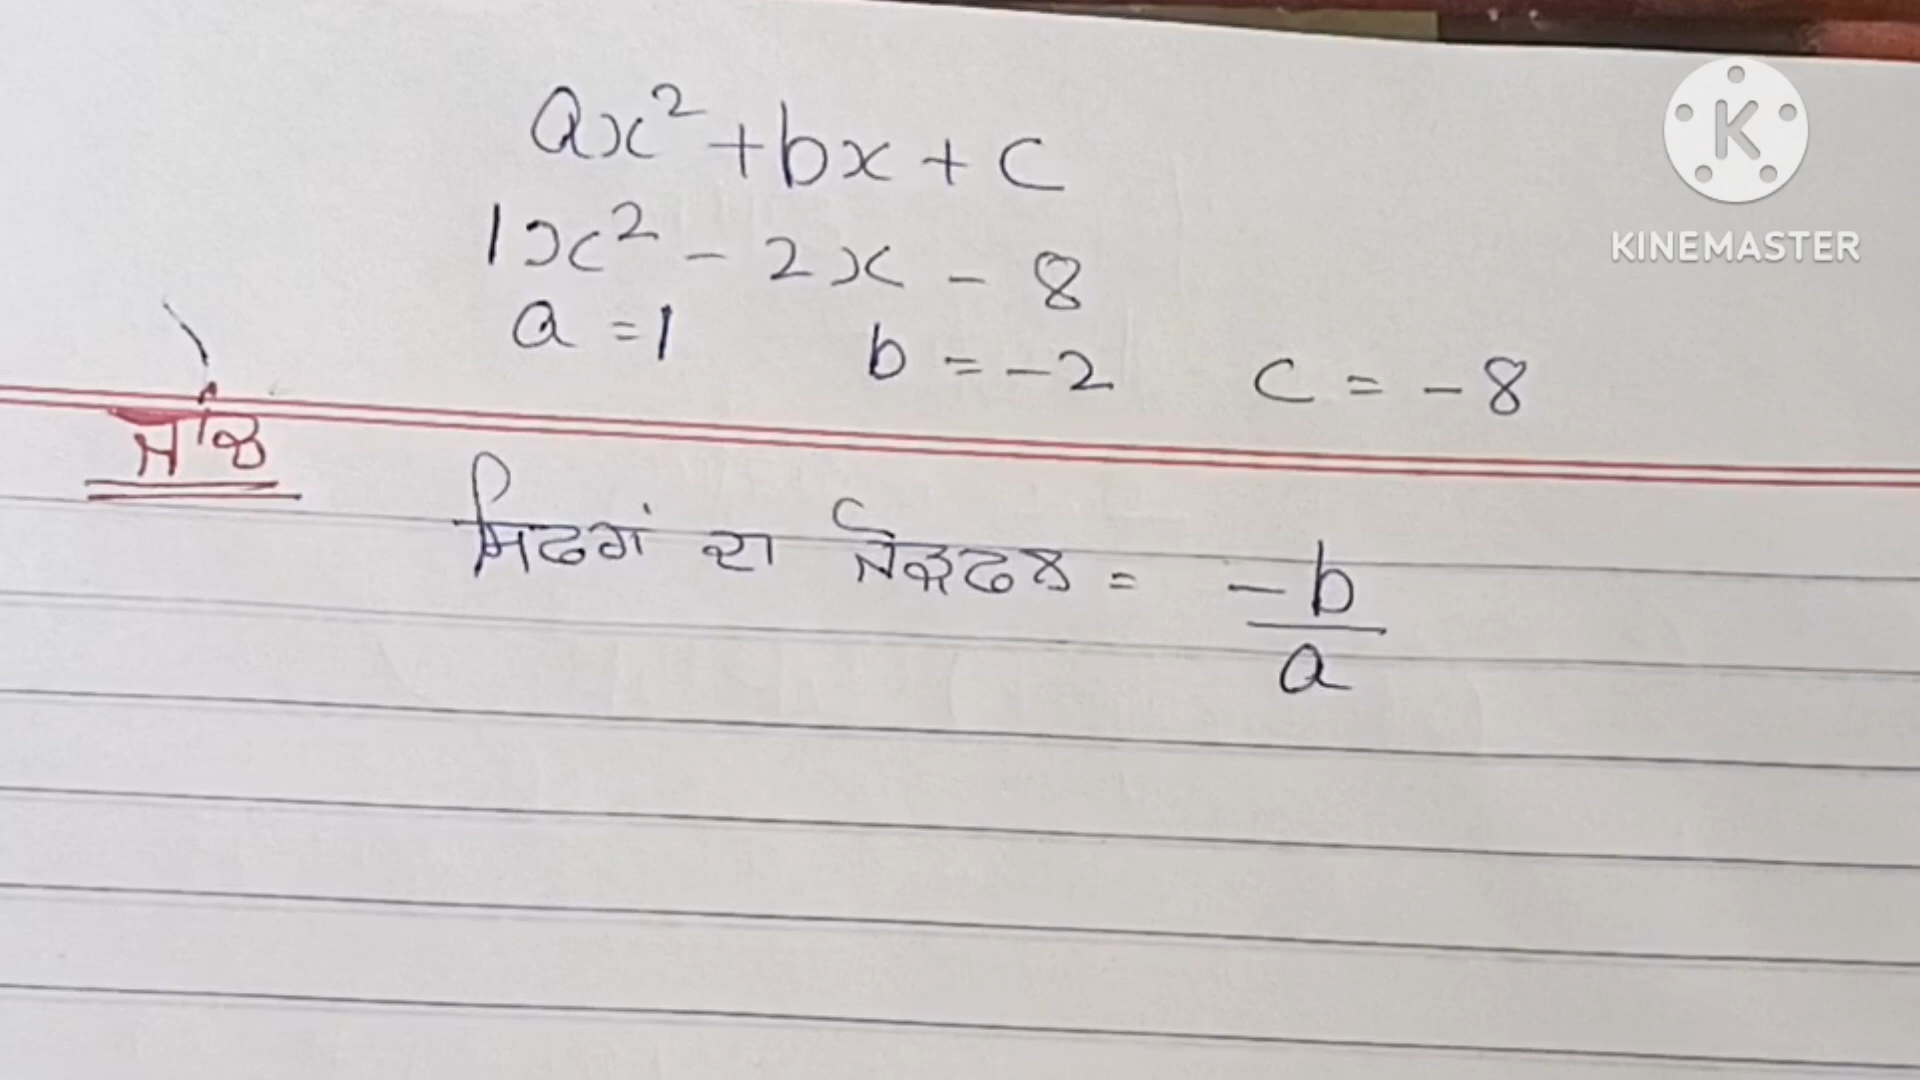 ax² + bx + c
1x² - 2x - 8
a = 1 b = -2 c = -8
ਜਾਂਚ
ਸਿਫਰਾਂ ਦਾ ਜੋੜਫਲ = -b/a
K
KINEMASTER